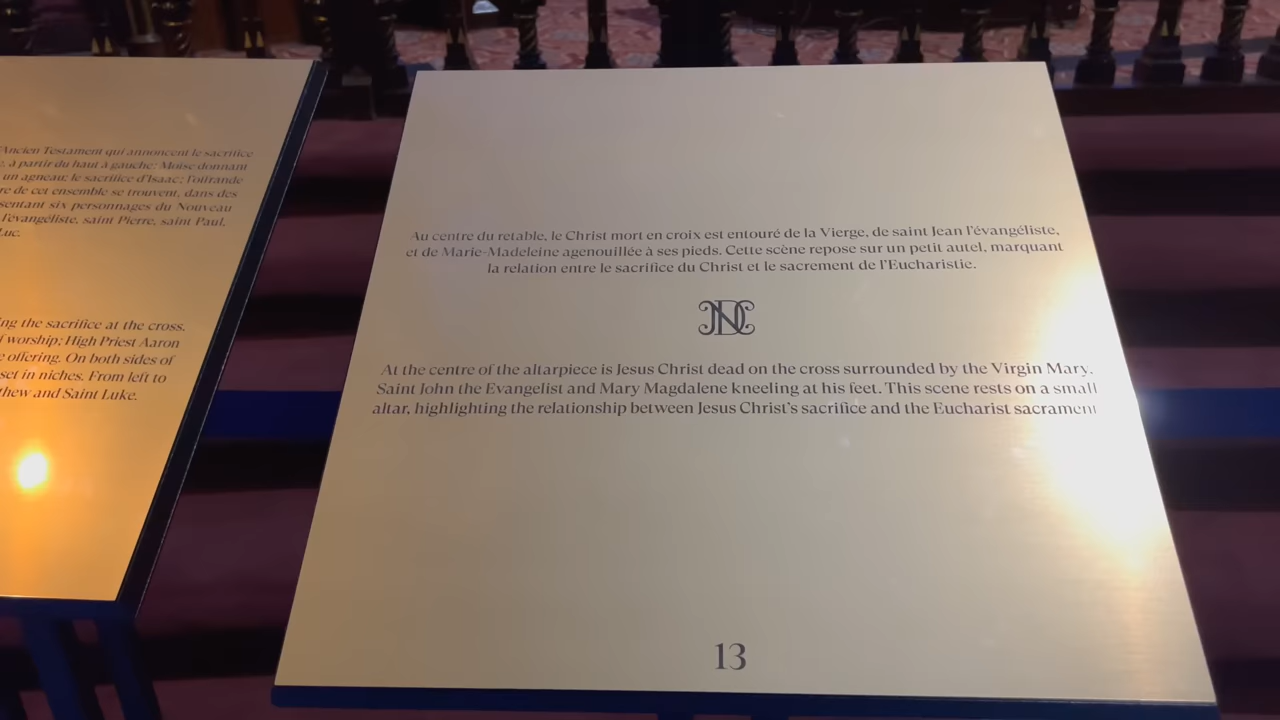 Ancien Testament qui annoncent le sacrifice
à partir du haut à gauche: Moïse donnant
un agneau; le sacrifice d'Isaac; l'offrande
re de cet ensemble se trouvent, dans des
sentant six personnages du Nouveau
l'évangéliste, saint Pierre, saint Paul,
Luc.
ng the sacrifice at the cross.
f worship; High Priest Aaron
e offering. On both sides of
set in niches. From left to
thew and Saint Luke.
Au centre du retable, le Christ mort en croix est entouré de la Vierge, de saint Jean l'évangéliste,
et de Marie-Madeleine agenouillée à ses pieds. Cette scène repose sur un petit autel, marquant
la relation entre le sacrifice du Christ et le sacrement de l'Eucharistie.
At the centre of the altarpiece is Jesus Christ dead on the cross surrounded by the Virgin Mary,
Saint John the Evangelist and Mary Magdalene kneeling at his feet. This scene rests on a small
altar, highlighting the relationship between Jesus Christ's sacrifice and the Eucharist sacrament
13